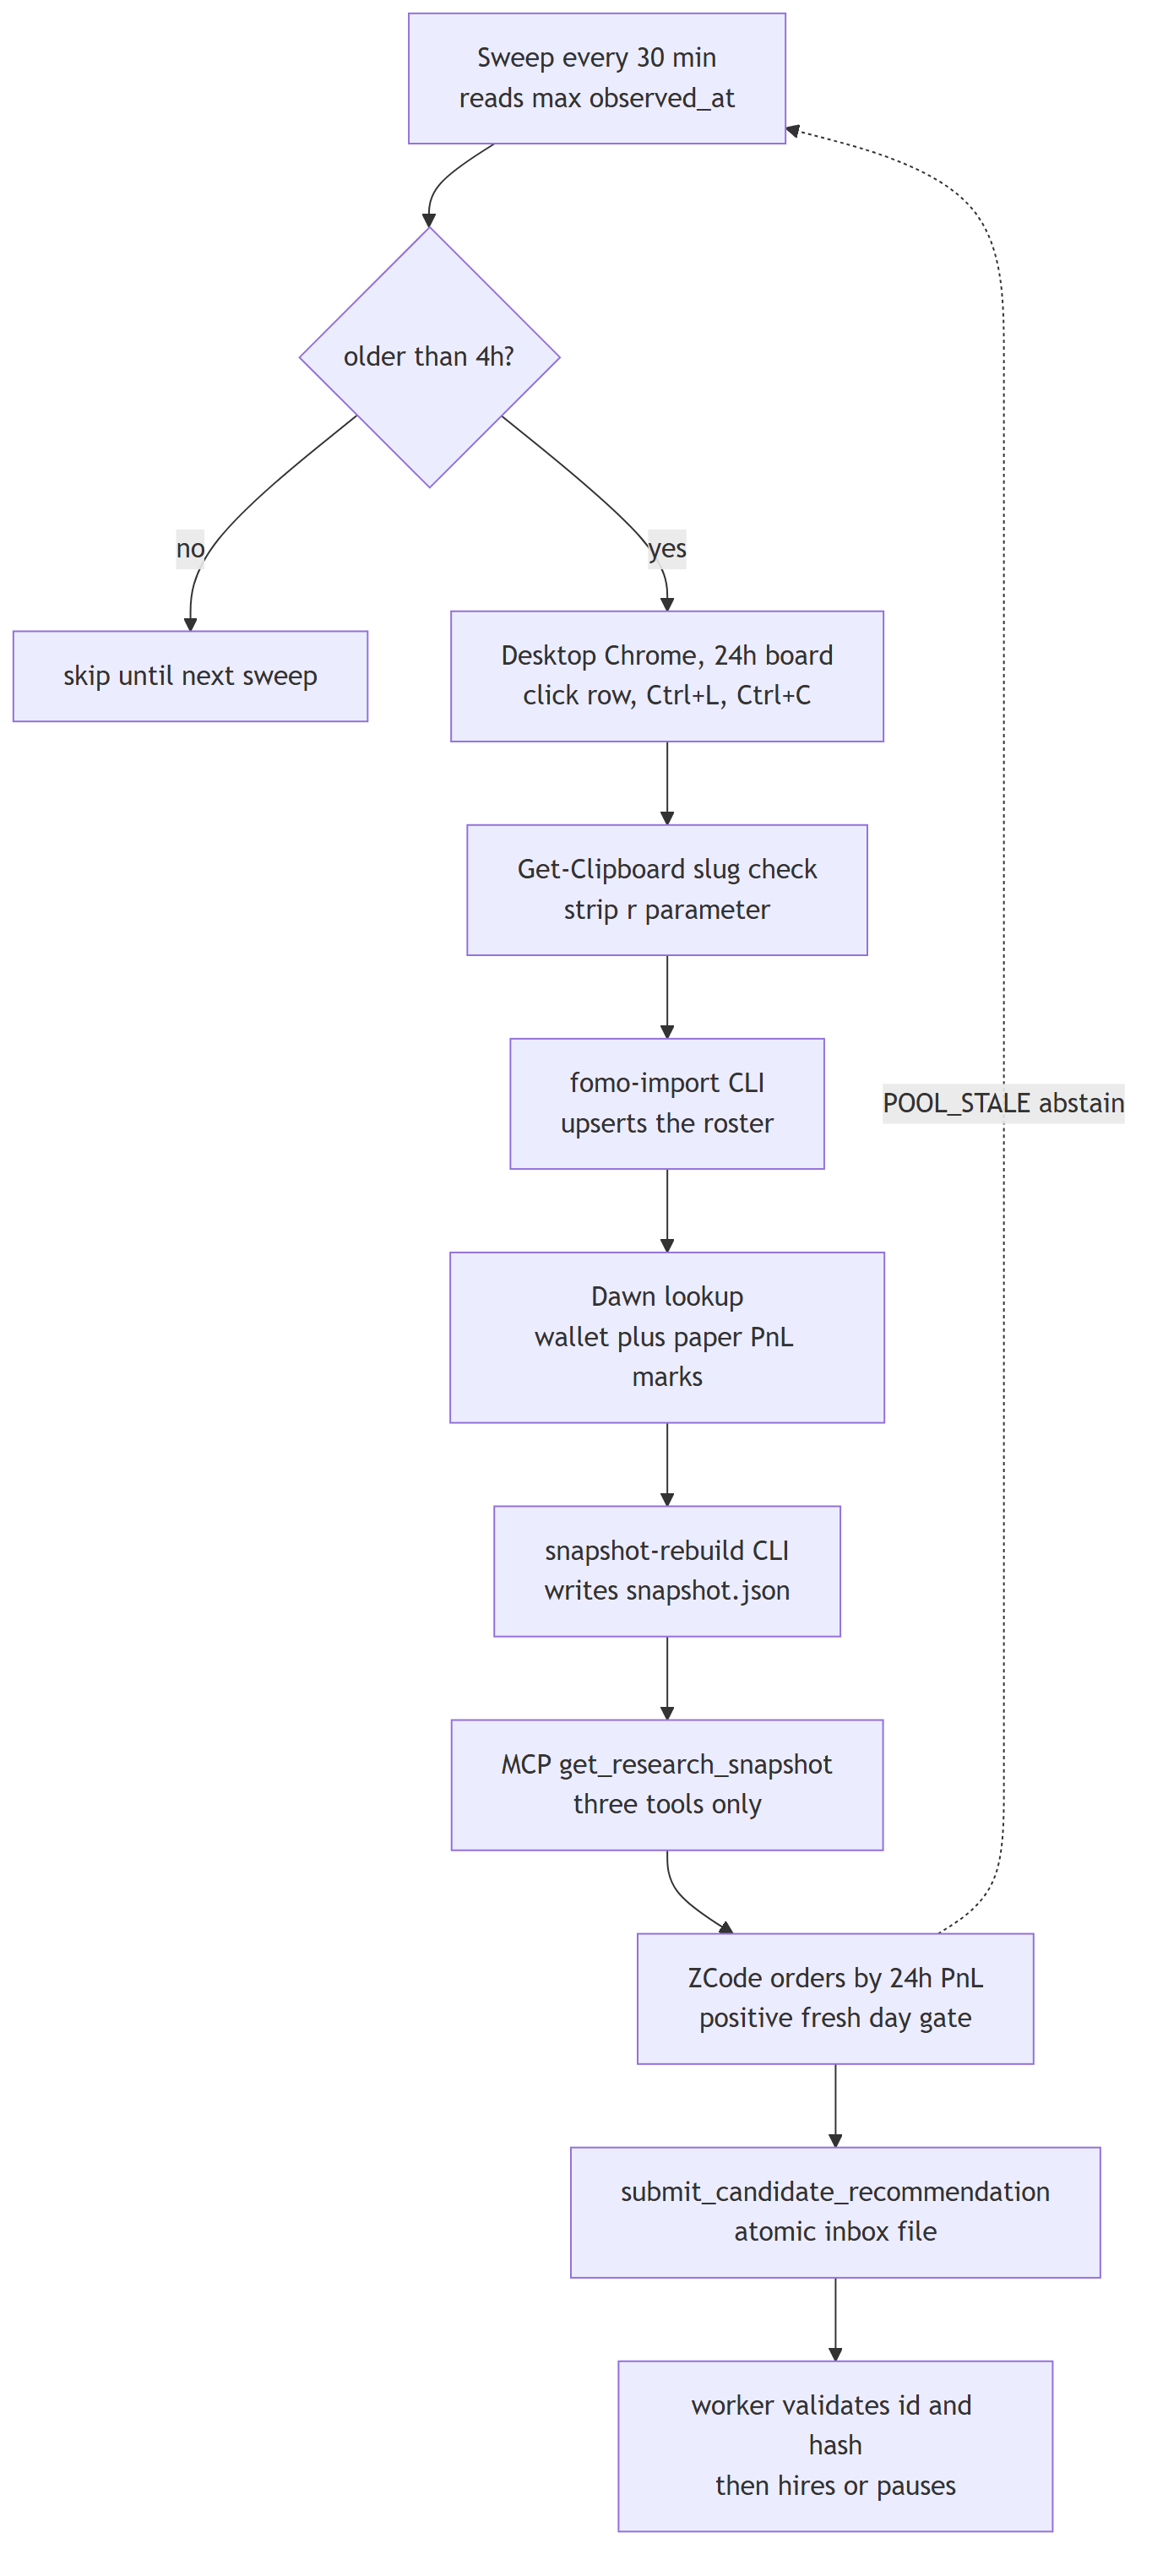 Sweep every 30 min
reads max observed_at
older than 4h?
no
yes
skip until next sweep
Desktop Chrome, 24h board
click row, Ctrl+L, Ctrl+C
Get-Clipboard slug check
strip r parameter
fomo-import CLI
upserts the roster
POOL_STALE abstain
Dawn lookup
wallet plus paper PnL
marks
snapshot-rebuild CLI
writes snapshot.json
MCP get_research_snapshot
three tools only
ZCode orders by 24h PnL
positive fresh day gate
submit_candidate_recommendation
atomic inbox file
worker validates id and
hash
then hires or pauses